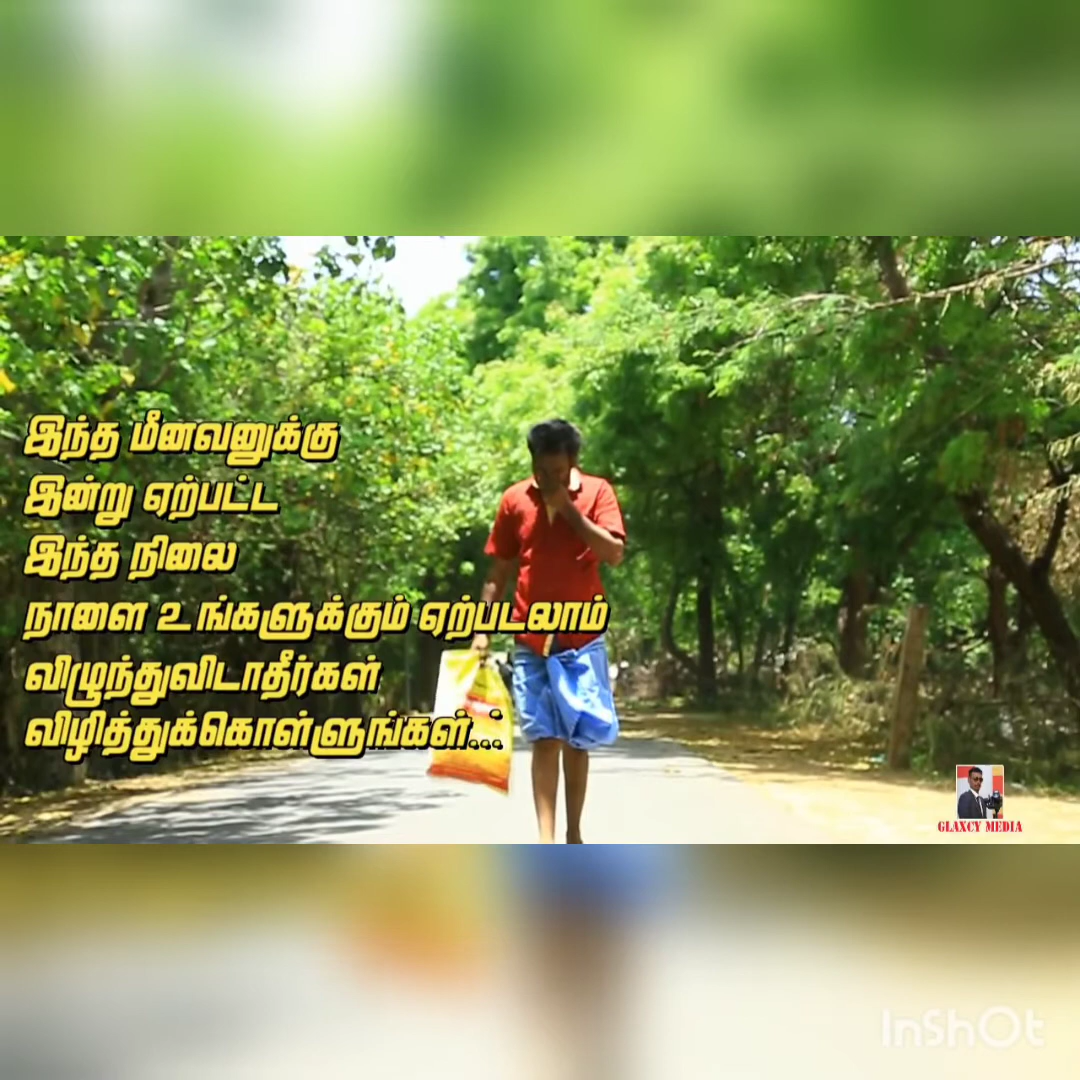 இந்த மீனவனுக்கு
இன்று ஏற்பட்ட
இந்த நிலை
நாளை உங்களுக்கும் ஏற்படலாம்
விழுந்துவிடாதீர்கள்
விழித்துக்கொள்ளுங்கள்...
GLAXCY MEDIA
InShOt